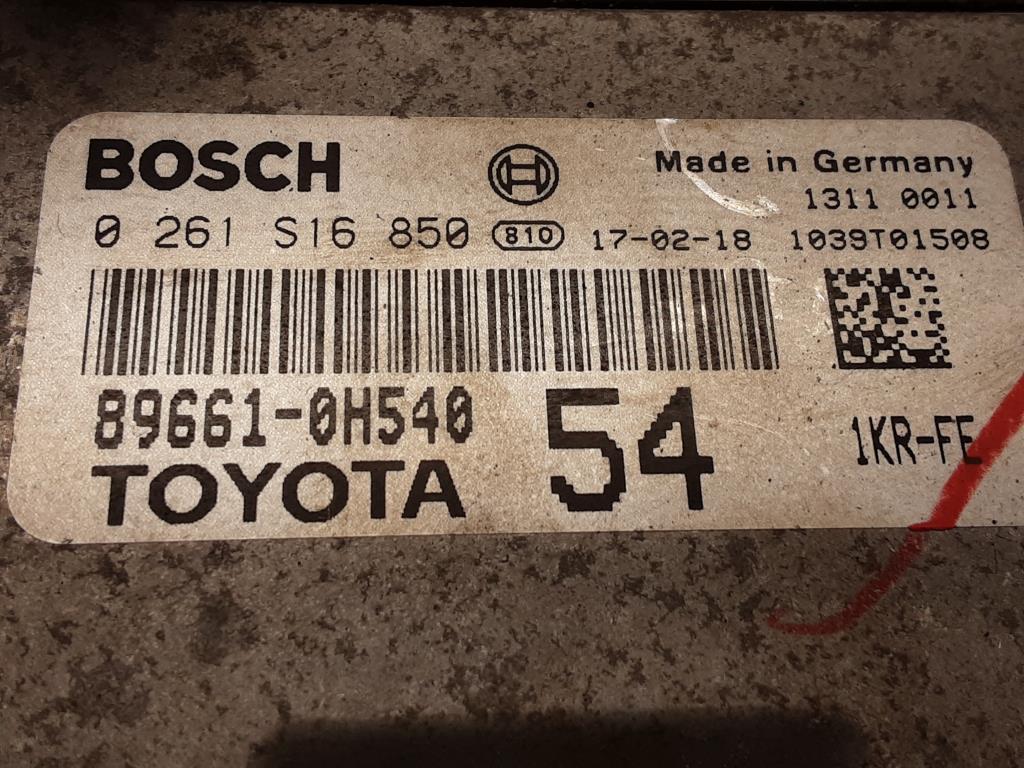 BOSCH
Made in Germany
1311 0011
0 261 S16 850 810 17-02-18 1039T01508
89661-0H540 54 1KR-FE
TOYOTA